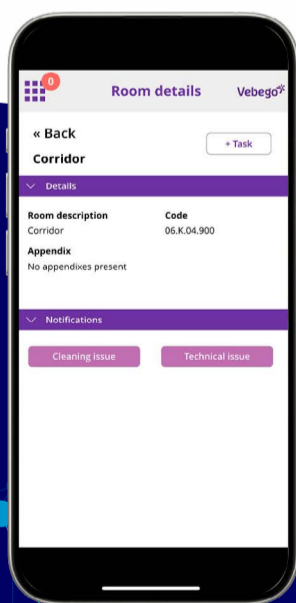 0
Room details
Vebego
« Back
+ Task
Corridor
Details
Room description
Code
Corridor
06.K.04.900
Appendix
No appendixes present
Notifications
Cleaning issue
Technical issue